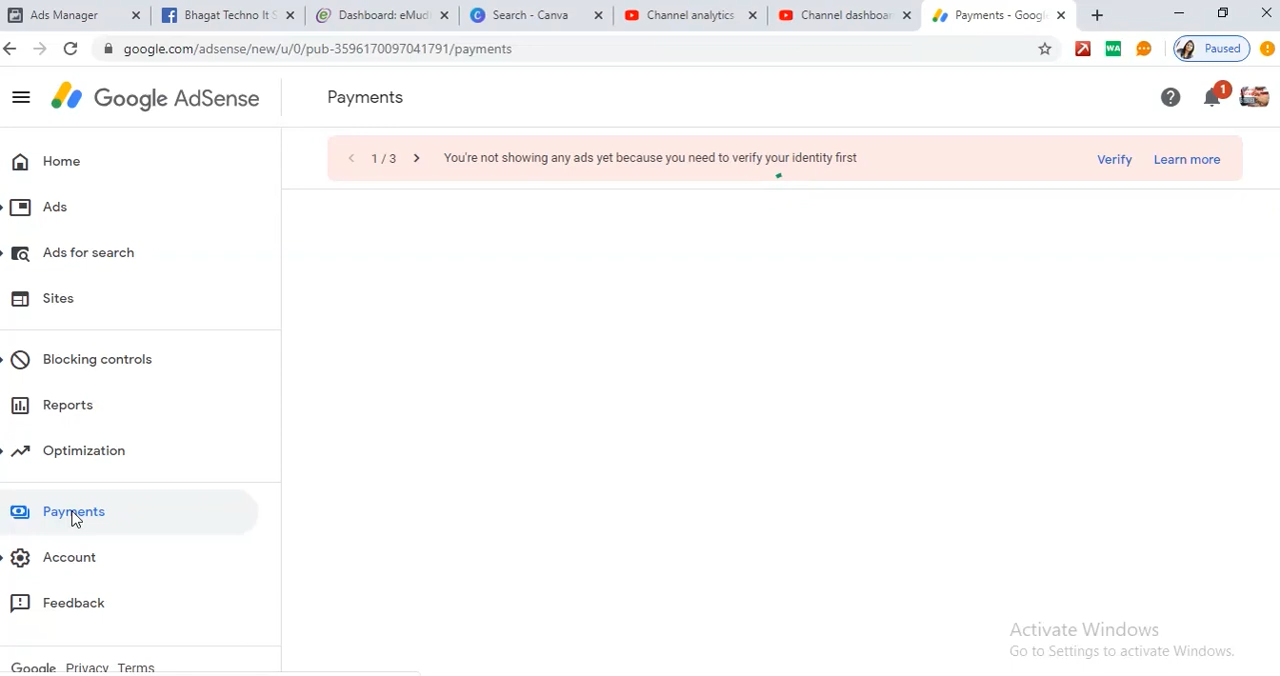 Ads Manager
Bhagat Techno It S
Dashboard: eMud
Search - Canva
Channel analytics
Channel dashboar
Payments - Google
google.com/adsense/new/u/0/pub-3596170097041791/payments
WA
Paused
Google AdSense
Payments
1
1 / 3
You're not showing any ads yet because you need to verify your identity first
Verify
Learn more
Home
Ads
Ads for search
Sites
Blocking controls
Reports
Optimization
Payments
Account
Feedback
Google Privacy Terms
Activate Windows
Go to Settings to activate Windows.